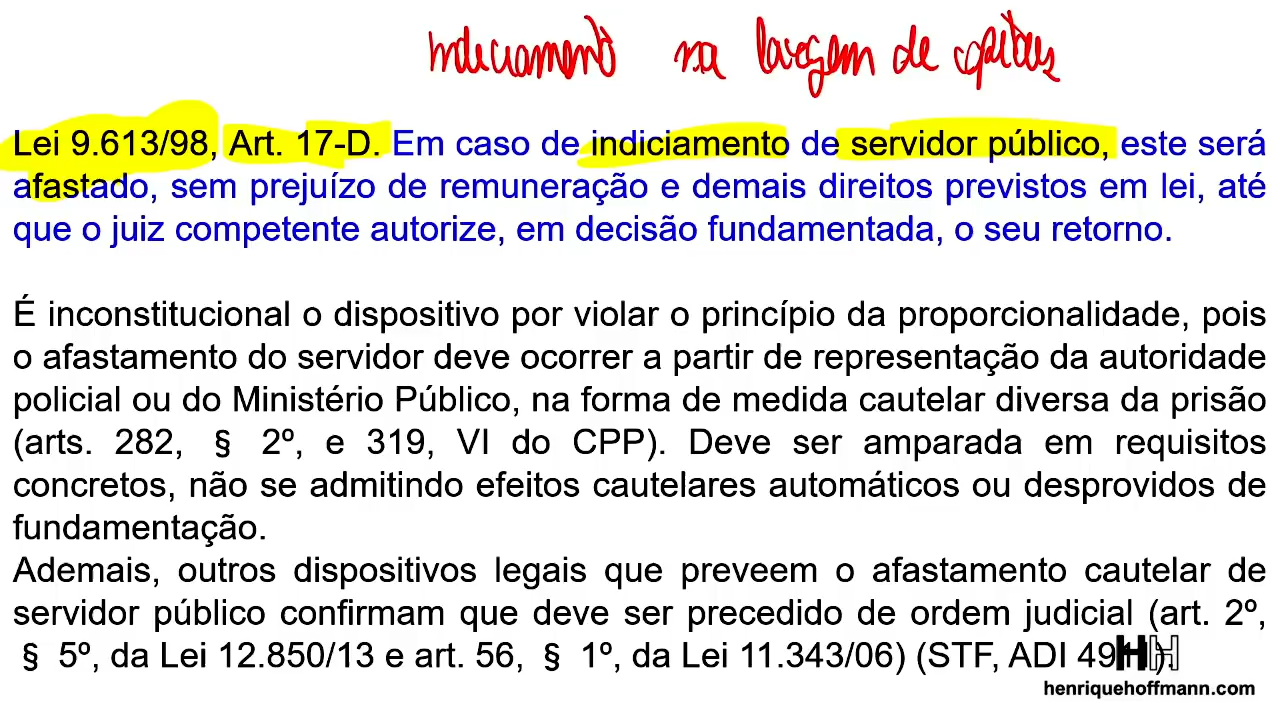 indiciamento na lavagem de capitais
Lei 9.613/98, Art. 17-D. Em caso de indiciamento de servidor público, este será
afastado, sem prejuízo de remuneração e demais direitos previstos em lei, até
que o juiz competente autorize, em decisão fundamentada, o seu retorno.
É inconstitucional o dispositivo por violar o princípio da proporcionalidade, pois
o afastamento do servidor deve ocorrer a partir de representação da autoridade
policial ou do Ministério Público, na forma de medida cautelar diversa da prisão
(arts. 282, § 2º, e 319, VI do CPP). Deve ser amparada em requisitos
concretos, não se admitindo efeitos cautelares automáticos ou desprovidos de
fundamentação.
Ademais, outros dispositivos legais que preveem o afastamento cautelar de
servidor público confirmam que deve ser precedido de ordem judicial (art. 2º,
§ 5º, da Lei 12.850/13 e art. 56, § 1º, da Lei 11.343/06) (STF, ADI
HH
henriquehoffmann.com